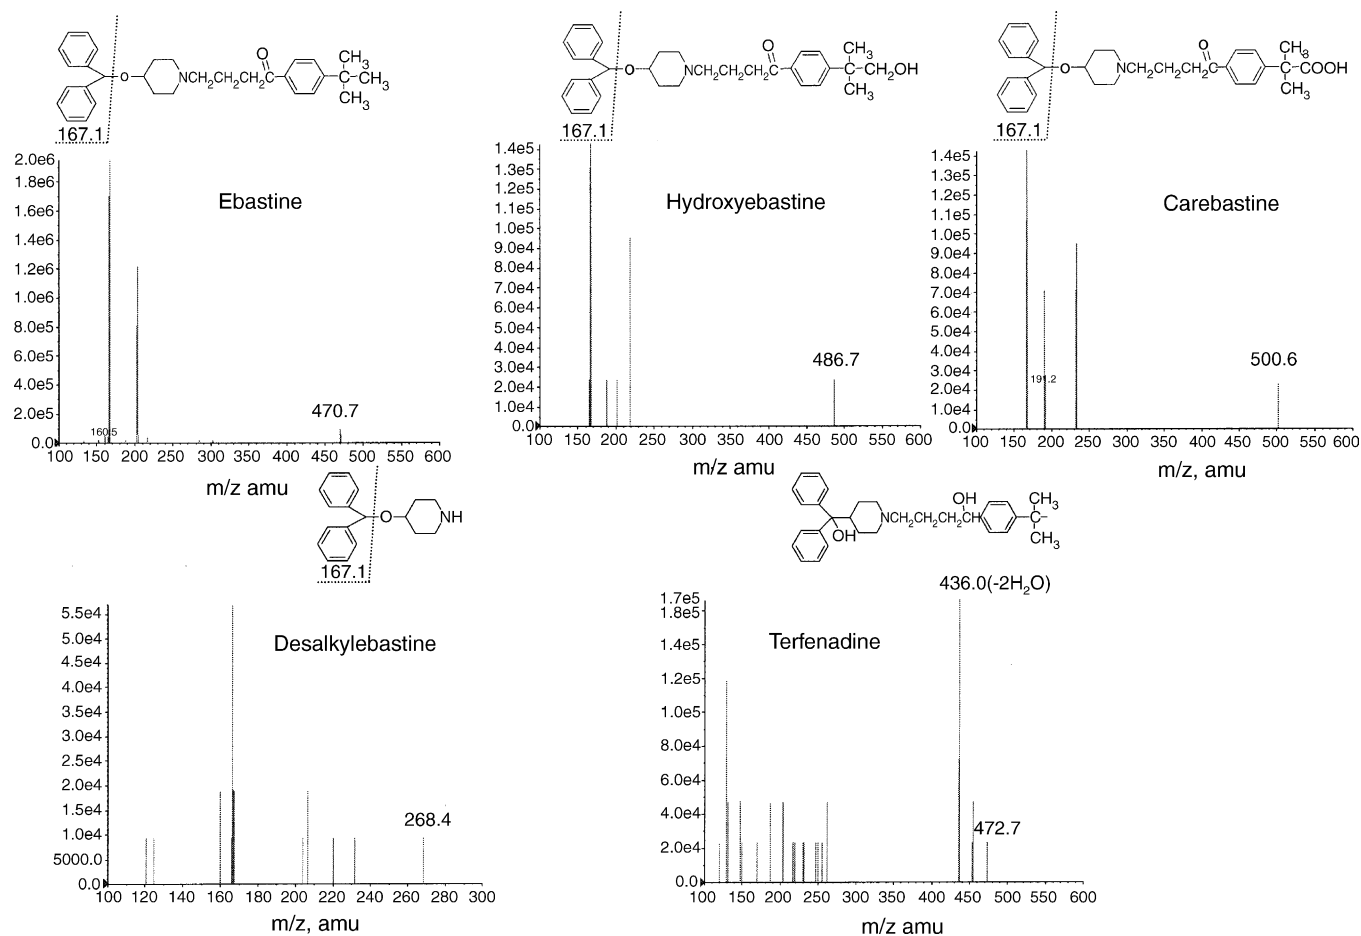 O
CH₃
O
N
CH₂CH₂CH₂C
C
CH₃
CH₃
167.1
2.0e6
1.8e6
1.6e6
1.4e6
1.2e6
1.0e6
8.0e5
6.0e5
4.0e5
2.0e5
0.0
Ebastine
160.5
470.7
100 150 200 250 300 350 400 450 500 550 600
m/z amu
O
CH₃
O
N
CH₂CH₂CH₂C
C
CH₂OH
CH₃
167.1
1.4e5
1.3e5
1.2e5
1.1e5
1.0e5
9.0e4
8.0e4
7.0e4
6.0e4
5.0e4
4.0e4
3.0e4
2.0e4
1.0e4
0.0
Hydroxyebastine
486.7
100 150 200 250 300 350 400 450 500 550 600
m/z amu
O
CH₃
O
N
CH₂CH₂CH₂C
C
COOH
CH₃
167.1
1.4e5
1.3e5
1.2e5
1.1e5
1.0e5
9.0e4
8.0e4
7.0e4
6.0e4
5.0e4
4.0e4
3.0e4
2.0e4
1.0e4
0.0
Carebastine
191.2
500.6
100 150 200 250 300 350 400 450 500 550 600
m/z, amu
O
NH
167.1
5.5e4
5.0e4
4.5e4
4.0e4
3.5e4
3.0e4
2.5e4
2.0e4
1.5e4
1.0e4
5000.0
0.0
Desalkylebastine
268.4
100 120 140 160 180 200 220 240 260 280 300
m/z, amu
OH
CH₃
N
CH₂CH₂CH₂CH
C
OH
CH₃
436.0(-2H₂O)
1.7e5
1.8e5
1.4e5
1.2e5
1.0e5
8.0e4
6.0e4
4.0e4
2.0e4
0.0
Terfenadine
472.7
100 150 200 250 300 350 400 450 500 550 600
m/z amu